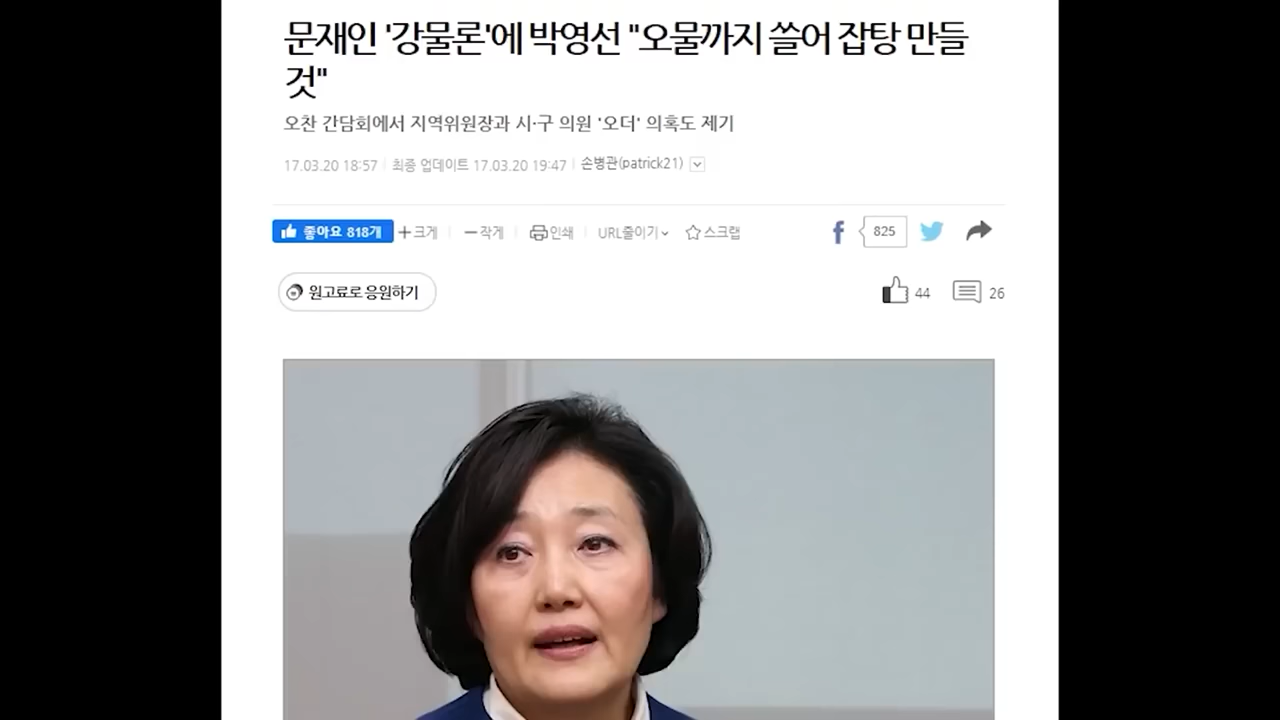 문재인 '강물론'에 박영선 "오물까지 쓸어 잡탕 만들
것"
오찬 간담회에서 지역위원장과 시·구 의원 '오더' 의혹도 제기
17.03.20 18:57 최종 업데이트 17.03.20 19:47 손병관(patrick21)
좋아요 818개 +크게 −작게 인쇄 URL줄이기 스크랩 825
원고료로 응원하기 44 26